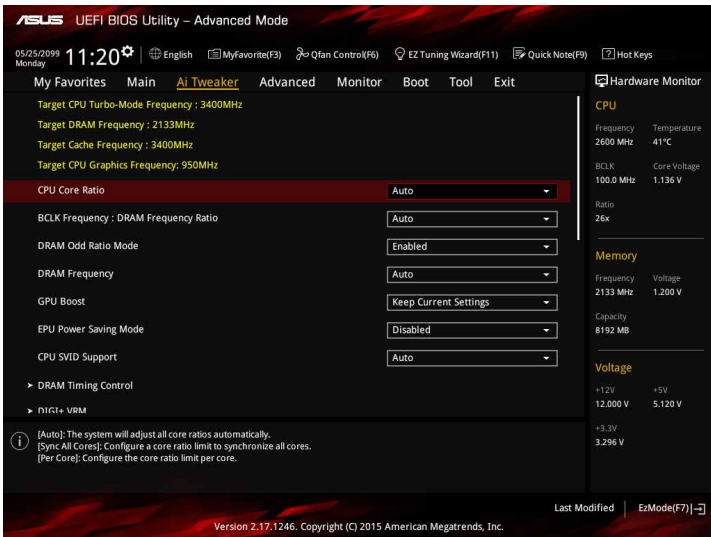 ASUS UEFI BIOS Utility – Advanced Mode
05/25/2099
Monday
11:20
English
MyFavorite(F3)
Qfan Control(F6)
EZ Tuning Wizard(F11)
Quick Note(F9)
? Hot Keys
My Favorites
Main
Ai Tweaker
Advanced
Monitor
Boot
Tool
Exit
Target CPU Turbo-Mode Frequency : 3400MHz
Target DRAM Frequency : 2133MHz
Target Cache Frequency : 3400MHz
Target CPU Graphics Frequency: 950MHz
CPU Core Ratio Auto
BCLK Frequency : DRAM Frequency Ratio Auto
DRAM Odd Ratio Mode Enabled
DRAM Frequency Auto
GPU Boost Keep Current Settings
EPU Power Saving Mode Disabled
CPU SVID Support Auto
> DRAM Timing Control
> DIGI+ VRM
[Auto]: The system will adjust all core ratios automatically.
[Sync All Cores]: Configure a core ratio limit to synchronize all cores.
[Per Core]: Configure the core ratio limit per core.
Hardware Monitor
CPU
Frequency Temperature
2600 MHz 41°C
BCLK Core Voltage
100.0 MHz 1.136 V
Ratio
26x
Memory
Frequency Voltage
2133 MHz 1.200 V
Capacity
8192 MB
Voltage
+12V +5V
12.000 V 5.120 V
+3.3V
3.296 V
Last Modified
EzMode(F7)
Version 2.17.1246. Copyright (C) 2015 American Megatrends, Inc.